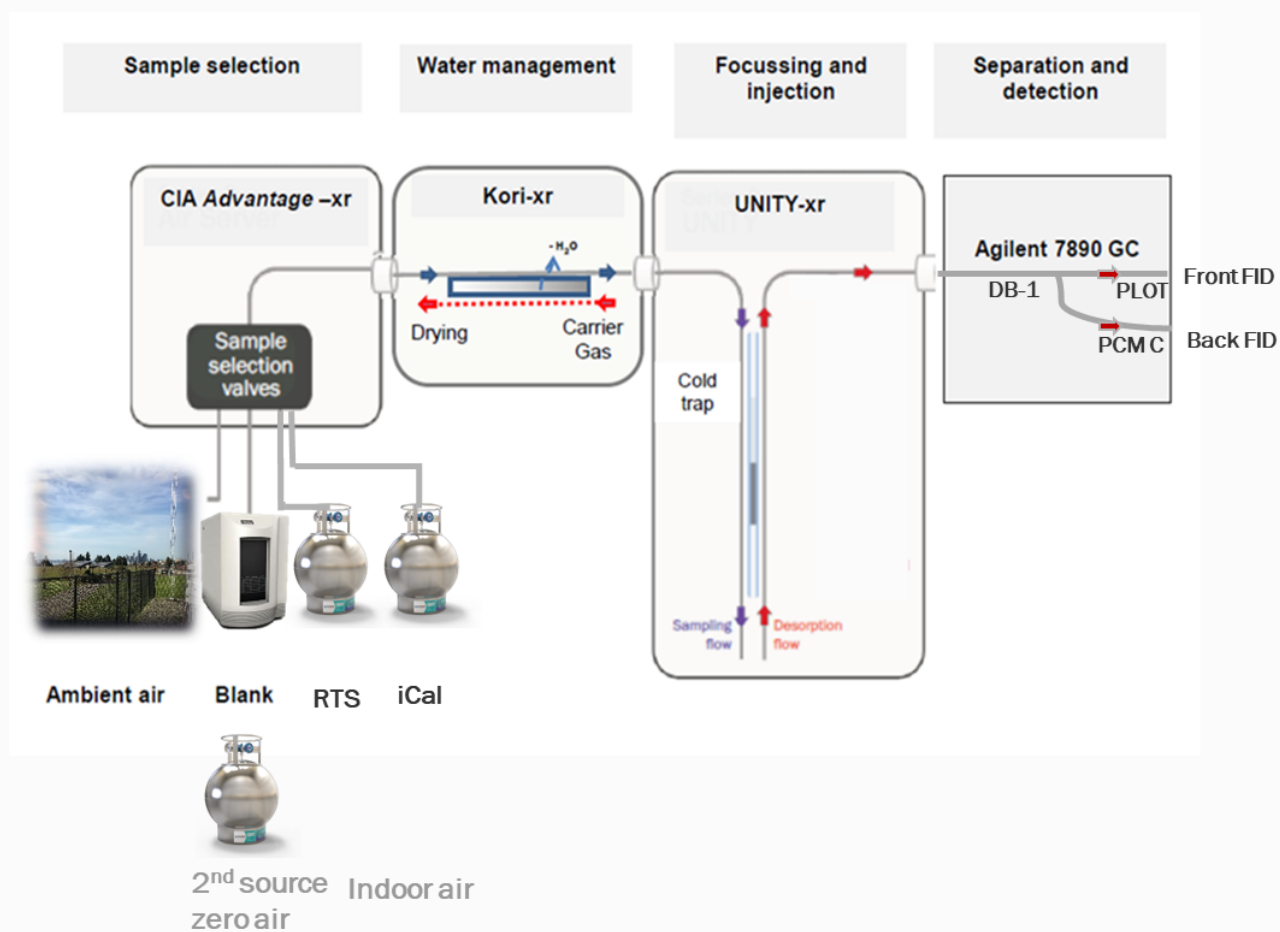 Sample selection
Water management
Focussing and
injection
Separation and
detection
CIA Advantage –xr
Air Server
Kori-xr
UNITY-xr
UNITY
-H₂O
Agilent 7890 GC
DB-1
PLOT
Front FID
PCM C
Back FID
Drying
Carrier
Gas
Sample
selection
valves
Cold
trap
Sampling
flow
Desorption
flow
Ambient air
Blank
RTS
iCal
2nd source
zero air
Indoor air